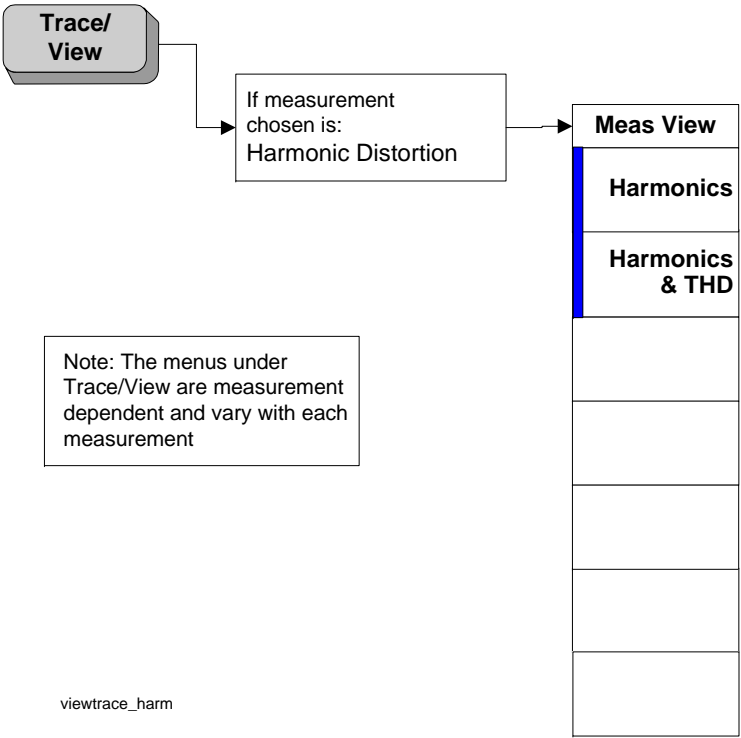 Trace/
View
If measurement
chosen is:
Harmonic Distortion
Meas View
Harmonics
Harmonics
& THD
Note: The menus under
Trace/View are measurement
dependent and vary with each
measurement
viewtrace_harm